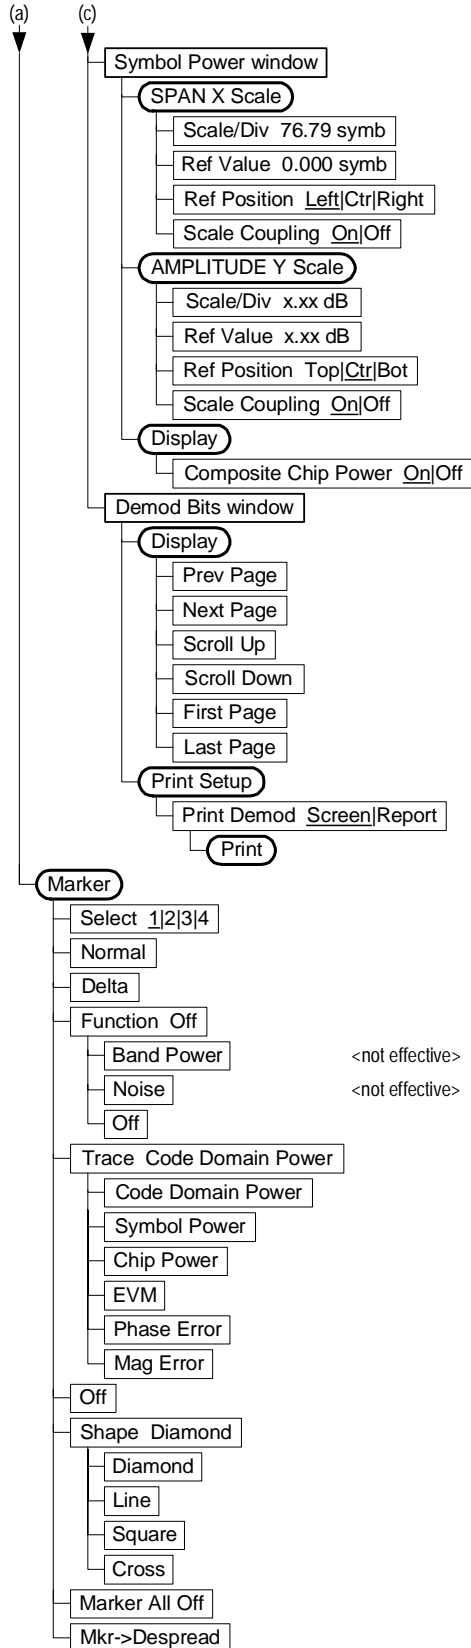 (a) (c)
Symbol Power window
SPAN X Scale
Scale/Div 76.79 symb
Ref Value 0.000 symb
Ref Position Left|Ctr|Right
Scale Coupling On|Off
AMPLITUDE Y Scale
Scale/Div x.xx dB
Ref Value x.xx dB
Ref Position Top|Ctr|Bot
Scale Coupling On|Off
Display
Composite Chip Power On|Off
Demod Bits window
Display
Prev Page
Next Page
Scroll Up
Scroll Down
First Page
Last Page
Print Setup
Print Demod Screen|Report
Print
Marker
Select 1|2|3|4
Normal
Delta
Function Off
Band Power <not effective>
Noise <not effective>
Off
Trace Code Domain Power
Code Domain Power
Symbol Power
Chip Power
EVM
Phase Error
Mag Error
Off
Shape Diamond
Diamond
Line
Square
Cross
Marker All Off
Mkr->Despread